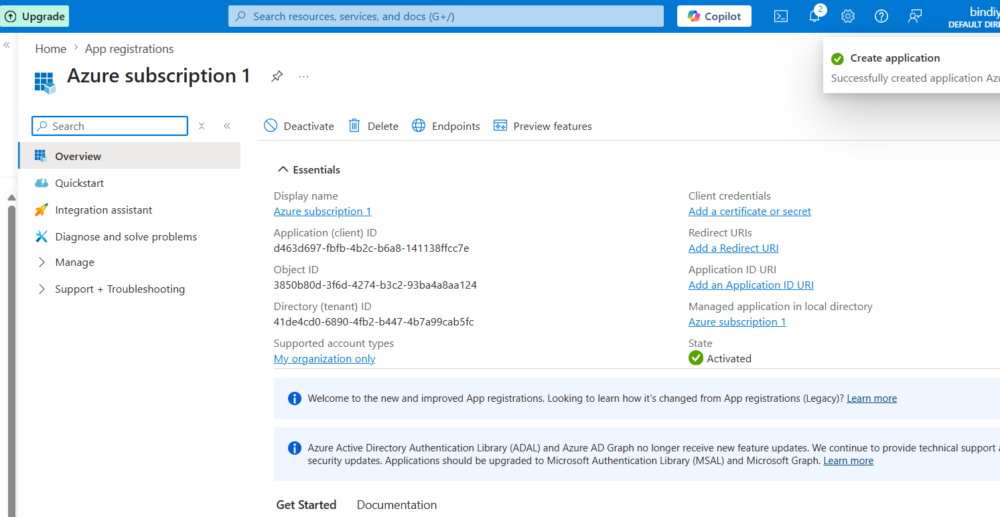 Upgrade
Search resources, services, and docs (G+/)
Copilot
2
bindiy
DEFAULT DIRE
Home > App registrations
Azure subscription 1
...
Create application
Successfully created application Azu
Search
Deactivate
Delete
Endpoints
Preview features
Overview
Quickstart
Integration assistant
Diagnose and solve problems
Manage
Support + Troubleshooting
Essentials
Display name
Azure subscription 1
Application (client) ID
d463d697-fbfb-4b2c-b6a8-141138ffcc7e
Object ID
3850b80d-3f6d-4274-b3c2-93ba4a8aa124
Directory (tenant) ID
41de4cd0-6890-4fb2-b447-4b7a99cab5fc
Supported account types
My organization only
Client credentials
Add a certificate or secret
Redirect URIs
Add a Redirect URI
Application ID URI
Add an Application ID URI
Managed application in local directory
Azure subscription 1
State
Activated
Welcome to the new and improved App registrations. Looking to learn how it's changed from App registrations (Legacy)? Learn more
Azure Active Directory Authentication Library (ADAL) and Azure AD Graph no longer receive new feature updates. We continue to provide technical support a
security updates. Applications should be upgraded to Microsoft Authentication Library (MSAL) and Microsoft Graph. Learn more
Get Started
Documentation